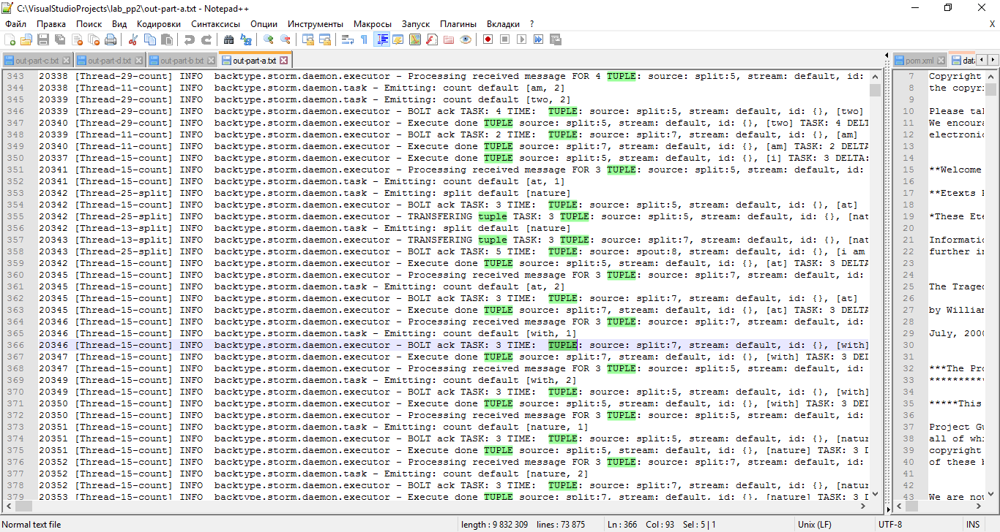 C:\VisualStudioProjects\lab_pp2\out-part-a.txt - Notepad++
Файл Правка Поиск Вид Кодировки Синтаксисы Опции Инструменты Макросы Запуск Плагины Вкладки ? X
out-part-c.txt out-part-d.txt out-part-b.txt out-part-a.txt
343 20338 [Thread-29-count] INFO backtype.storm.daemon.executor - Processing received message FOR 4 TUPLE: source: split:5, stream: default, id:
344 20338 [Thread-11-count] INFO backtype.storm.daemon.task - Emitting: count default [am, 2]
345 20339 [Thread-29-count] INFO backtype.storm.daemon.task - Emitting: count default [two, 2]
346 20339 [Thread-29-count] INFO backtype.storm.daemon.executor - BOLT ack TASK: 4 TIME: TUPLE: source: split:5, stream: default, id: {}, [two]
347 20340 [Thread-29-count] INFO backtype.storm.daemon.executor - Execute done TUPLE source: split:5, stream: default, id: {}, [two] TASK: 4 DELT
348 20339 [Thread-11-count] INFO backtype.storm.daemon.executor - BOLT ack TASK: 2 TIME: TUPLE: source: split:7, stream: default, id: {}, [am]
349 20340 [Thread-11-count] INFO backtype.storm.daemon.executor - Execute done TUPLE source: split:7, stream: default, id: {}, [am] TASK: 2 DELTA
350 20337 [Thread-15-count] INFO backtype.storm.daemon.executor - Execute done TUPLE source: split:5, stream: default, id: {}, [i] TASK: 3 DELTA:
351 20341 [Thread-15-count] INFO backtype.storm.daemon.executor - Processing received message FOR 3 TUPLE: source: split:5, stream: default, id:
352 20341 [Thread-15-count] INFO backtype.storm.daemon.task - Emitting: count default [at, 1]
353 20342 [Thread-25-split] INFO backtype.storm.daemon.task - Emitting: split default [nature]
354 20342 [Thread-15-count] INFO backtype.storm.daemon.executor - BOLT ack TASK: 3 TIME: TUPLE: source: split:5, stream: default, id: {}, [at]
355 20342 [Thread-25-split] INFO backtype.storm.daemon.executor - TRANSFERING tuple TASK: 3 TUPLE: source: split:5, stream: default, id: {}, [nat
356 20342 [Thread-13-split] INFO backtype.storm.daemon.task - Emitting: split default [nature]
357 20343 [Thread-13-split] INFO backtype.storm.daemon.executor - TRANSFERING tuple TASK: 3 TUPLE: source: split:7, stream: default, id: {}, [nat
358 20343 [Thread-25-split] INFO backtype.storm.daemon.executor - BOLT ack TASK: 5 TIME: TUPLE: source: spout:8, stream: default, id: {}, [i am
359 20342 [Thread-15-count] INFO backtype.storm.daemon.executor - Execute done TUPLE source: split:5, stream: default, id: {}, [at] TASK: 3 DELTA
360 20345 [Thread-15-count] INFO backtype.storm.daemon.executor - Processing received message FOR 3 TUPLE: source: split:7, stream: default, id:
361 20345 [Thread-15-count] INFO backtype.storm.daemon.task - Emitting: count default [at, 2]
362 20345 [Thread-15-count] INFO backtype.storm.daemon.executor - BOLT ack TASK: 3 TIME: TUPLE: source: split:7, stream: default, id: {}, [at]
363 20345 [Thread-15-count] INFO backtype.storm.daemon.executor - Execute done TUPLE source: split:7, stream: default, id: {}, [at] TASK: 3 DELTA
364 20346 [Thread-15-count] INFO backtype.storm.daemon.executor - Processing received message FOR 3 TUPLE: source: split:7, stream: default, id:
365 20346 [Thread-15-count] INFO backtype.storm.daemon.task - Emitting: count default [with, 1]
366 20346 [Thread-15-count] INFO backtype.storm.daemon.executor - BOLT ack TASK: 3 TIME: TUPLE: source: split:7, stream: default, id: {}, [with]
367 20347 [Thread-15-count] INFO backtype.storm.daemon.executor - Execute done TUPLE source: split:7, stream: default, id: {}, [with] TASK: 3 DEI
368 20347 [Thread-15-count] INFO backtype.storm.daemon.executor - Processing received message FOR 3 TUPLE: source: split:5, stream: default, id:
369 20349 [Thread-15-count] INFO backtype.storm.daemon.task - Emitting: count default [with, 2]
370 20349 [Thread-15-count] INFO backtype.storm.daemon.executor - BOLT ack TASK: 3 TIME: TUPLE: source: split:5, stream: default, id: {}, [with]
371 20350 [Thread-15-count] INFO backtype.storm.daemon.executor - Execute done TUPLE source: split:5, stream: default, id: {}, [with] TASK: 3 DEI
372 20350 [Thread-15-count] INFO backtype.storm.daemon.executor - Processing received message FOR 3 TUPLE: source: split:5, stream: default, id:
373 20351 [Thread-15-count] INFO backtype.storm.daemon.task - Emitting: count default [nature, 1]
374 20351 [Thread-15-count] INFO backtype.storm.daemon.executor - BOLT ack TASK: 3 TIME: TUPLE: source: split:5, stream: default, id: {}, [natur
375 20351 [Thread-15-count] INFO backtype.storm.daemon.executor - Execute done TUPLE source: split:5, stream: default, id: {}, [nature] TASK: 3 D
376 20352 [Thread-15-count] INFO backtype.storm.daemon.executor - Processing received message FOR 3 TUPLE: source: split:7, stream: default, id:
377 20352 [Thread-15-count] INFO backtype.storm.daemon.task - Emitting: count default [nature, 2]
378 20352 [Thread-15-count] INFO backtype.storm.daemon.executor - BOLT ack TASK: 3 TIME: TUPLE: source: split:7, stream: default, id: {}, [natur
379 20353 [Thread-15-count] INFO backtype.storm.daemon.executor - Execute done TUPLE source: split:7, stream: default, id: {}, [nature] TASK: 3 D
pom.xml dat
7 Copyright
8 the copyri
9
10 Please tal
11 We encoura
12 electronic
13
14
15 **Welcome
16
17 **Etexts
18
19 *These Ete
20
21 Informatic
22 further in
23
24
25 The Traged
26
27 by William
28
29 July, 2000
30
31
32 ***The Pro
33 **********
34
35 *****This
36
37 Project Gu
38 all of whi
39 copyright
40 of these
41
42
43 We are now
Normal text file length : 9 832 309 lines : 73 875 Ln : 366 Col : 93 Sel : 5 | 1 Unix (LF) UTF-8 INS